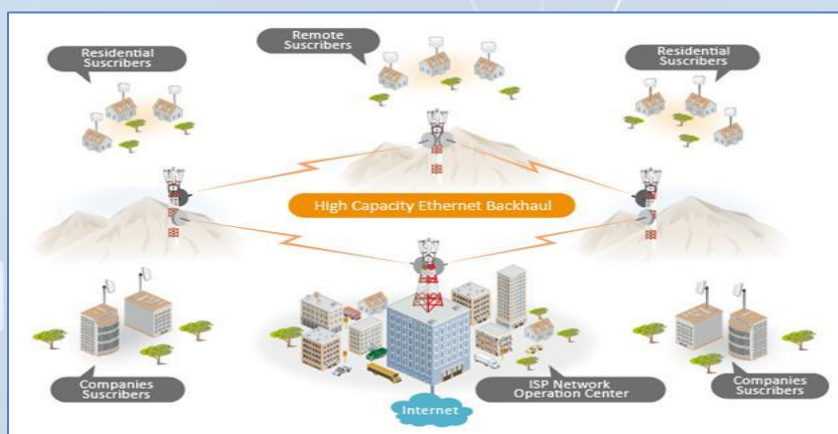 Remote
Suscribers
Residential
Suscribers
Residential
Suscribers
High Capacity Ethernet Backhaul
Companies
Suscribers
ISP Network
Operation Center
Companies
Suscribers
Internet